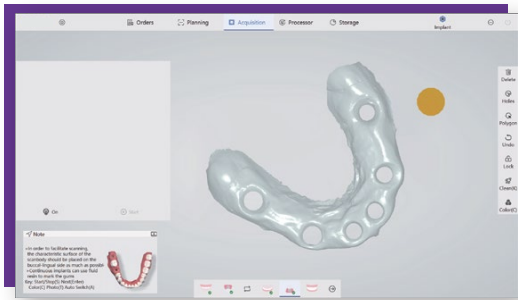 Orders
Planning
Acquisition
Processor
Storage
Implant
Delete
Holes
Polygon
Undo
Lock
Clean(K)
Color(C)
On
Start
Note
•In order to facilitate scanning,
the characteristic surface of the
scanbody should be placed on the
buccal-lingual side as much as possible
•Continuous implants can use fluid
resin to mark the gums
Key: Start/Stop(S) Next(Enter)
Color(C) Photo(T) Auto Switch(A)